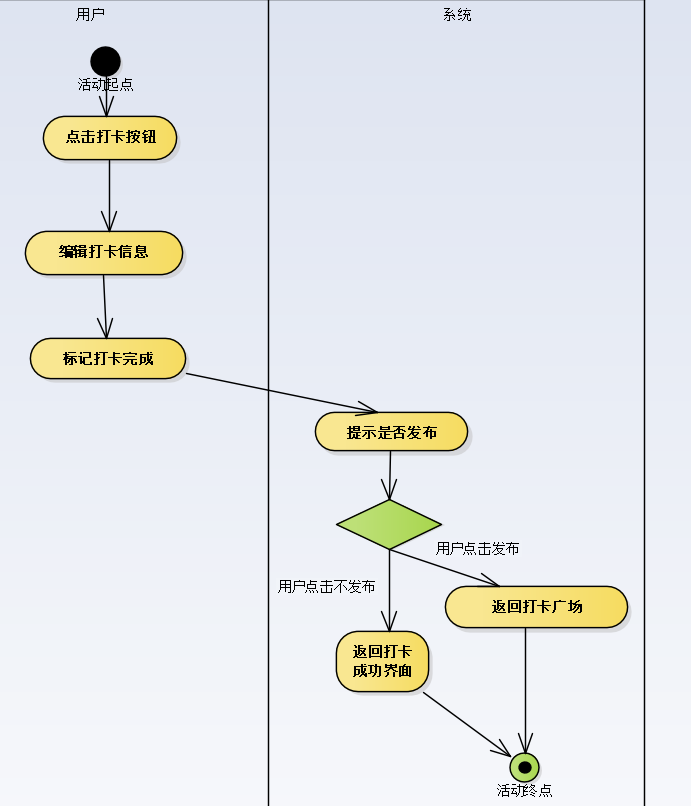 用户
系统
活动起点
点击打卡按钮
编辑打卡信息
标记打卡完成
提示是否发布
用户点击发布
用户点击不发布
返回打卡广场
返回打卡
成功界面
活动终点